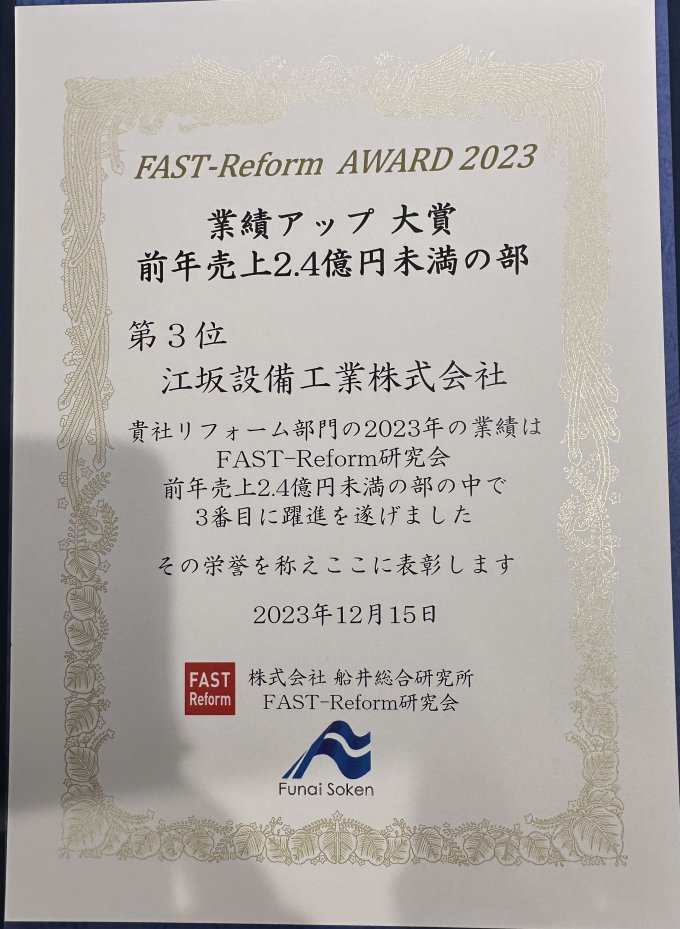 FAST-Reform AWARD 2023
業績アップ 大賞
前年売上2.4億円未満の部
第３位
江坂設備工業株式会社
貴社リフォーム部門の2023年の業績は
FAST-Reform研究会
前年売上2.4億円未満の部の中で
3番目に躍進を遂げました
その栄誉を称えここに表彰します
2023年12月15日
FAST
Reform
株式会社 船井総合研究所
FAST-Reform研究会
Funai Soken